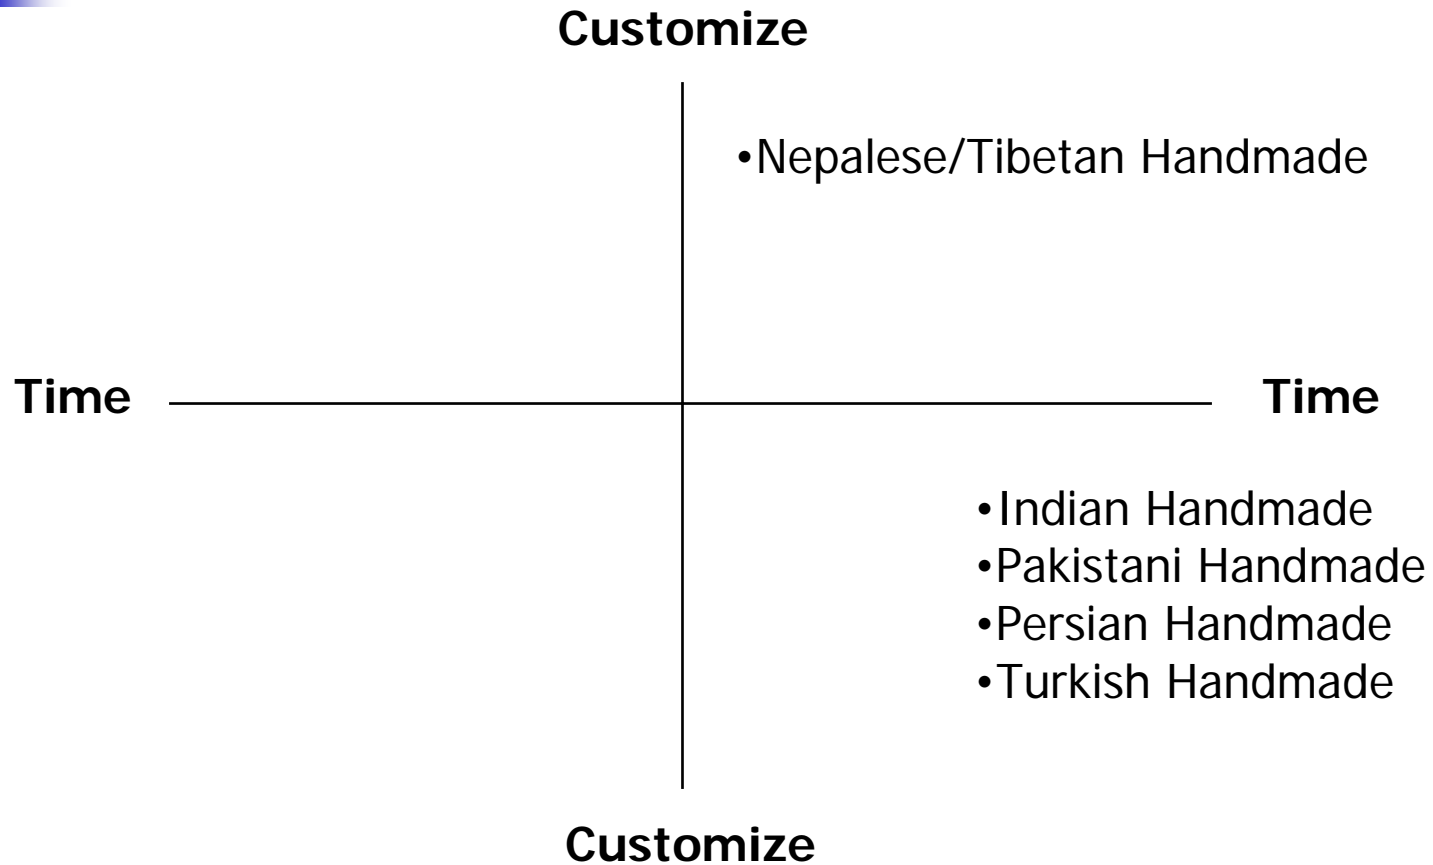 Customize
•Nepalese/Tibetan Handmade
Time
Time
•Indian Handmade
•Pakistani Handmade
•Persian Handmade
•Turkish Handmade
Customize